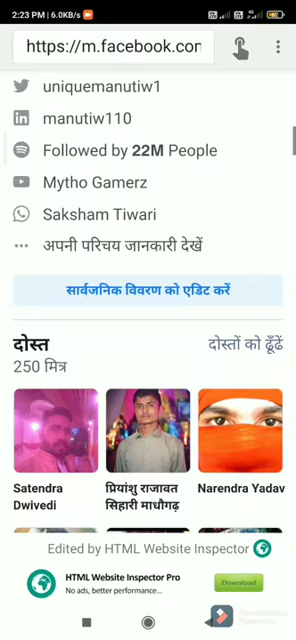 2:23 PM | 6.0KB/s
https://m.facebook.con
uniquemanutiw1
manutiw110
Followed by 22M People
Mytho Gamerz
Saksham Tiwari
अपनी परिचय जानकारी देखें
सार्वजनिक विवरण को एडिट करें
दोस्त
दोस्तों को ढूँढें
250 मित्र
Satendra Dwivedi
प्रियांशु राजावत सिहारी माधौगढ़
Narendra Yadav
Edited by HTML Website Inspector
HTML Website Inspector Pro
No ads, better performance...
Download